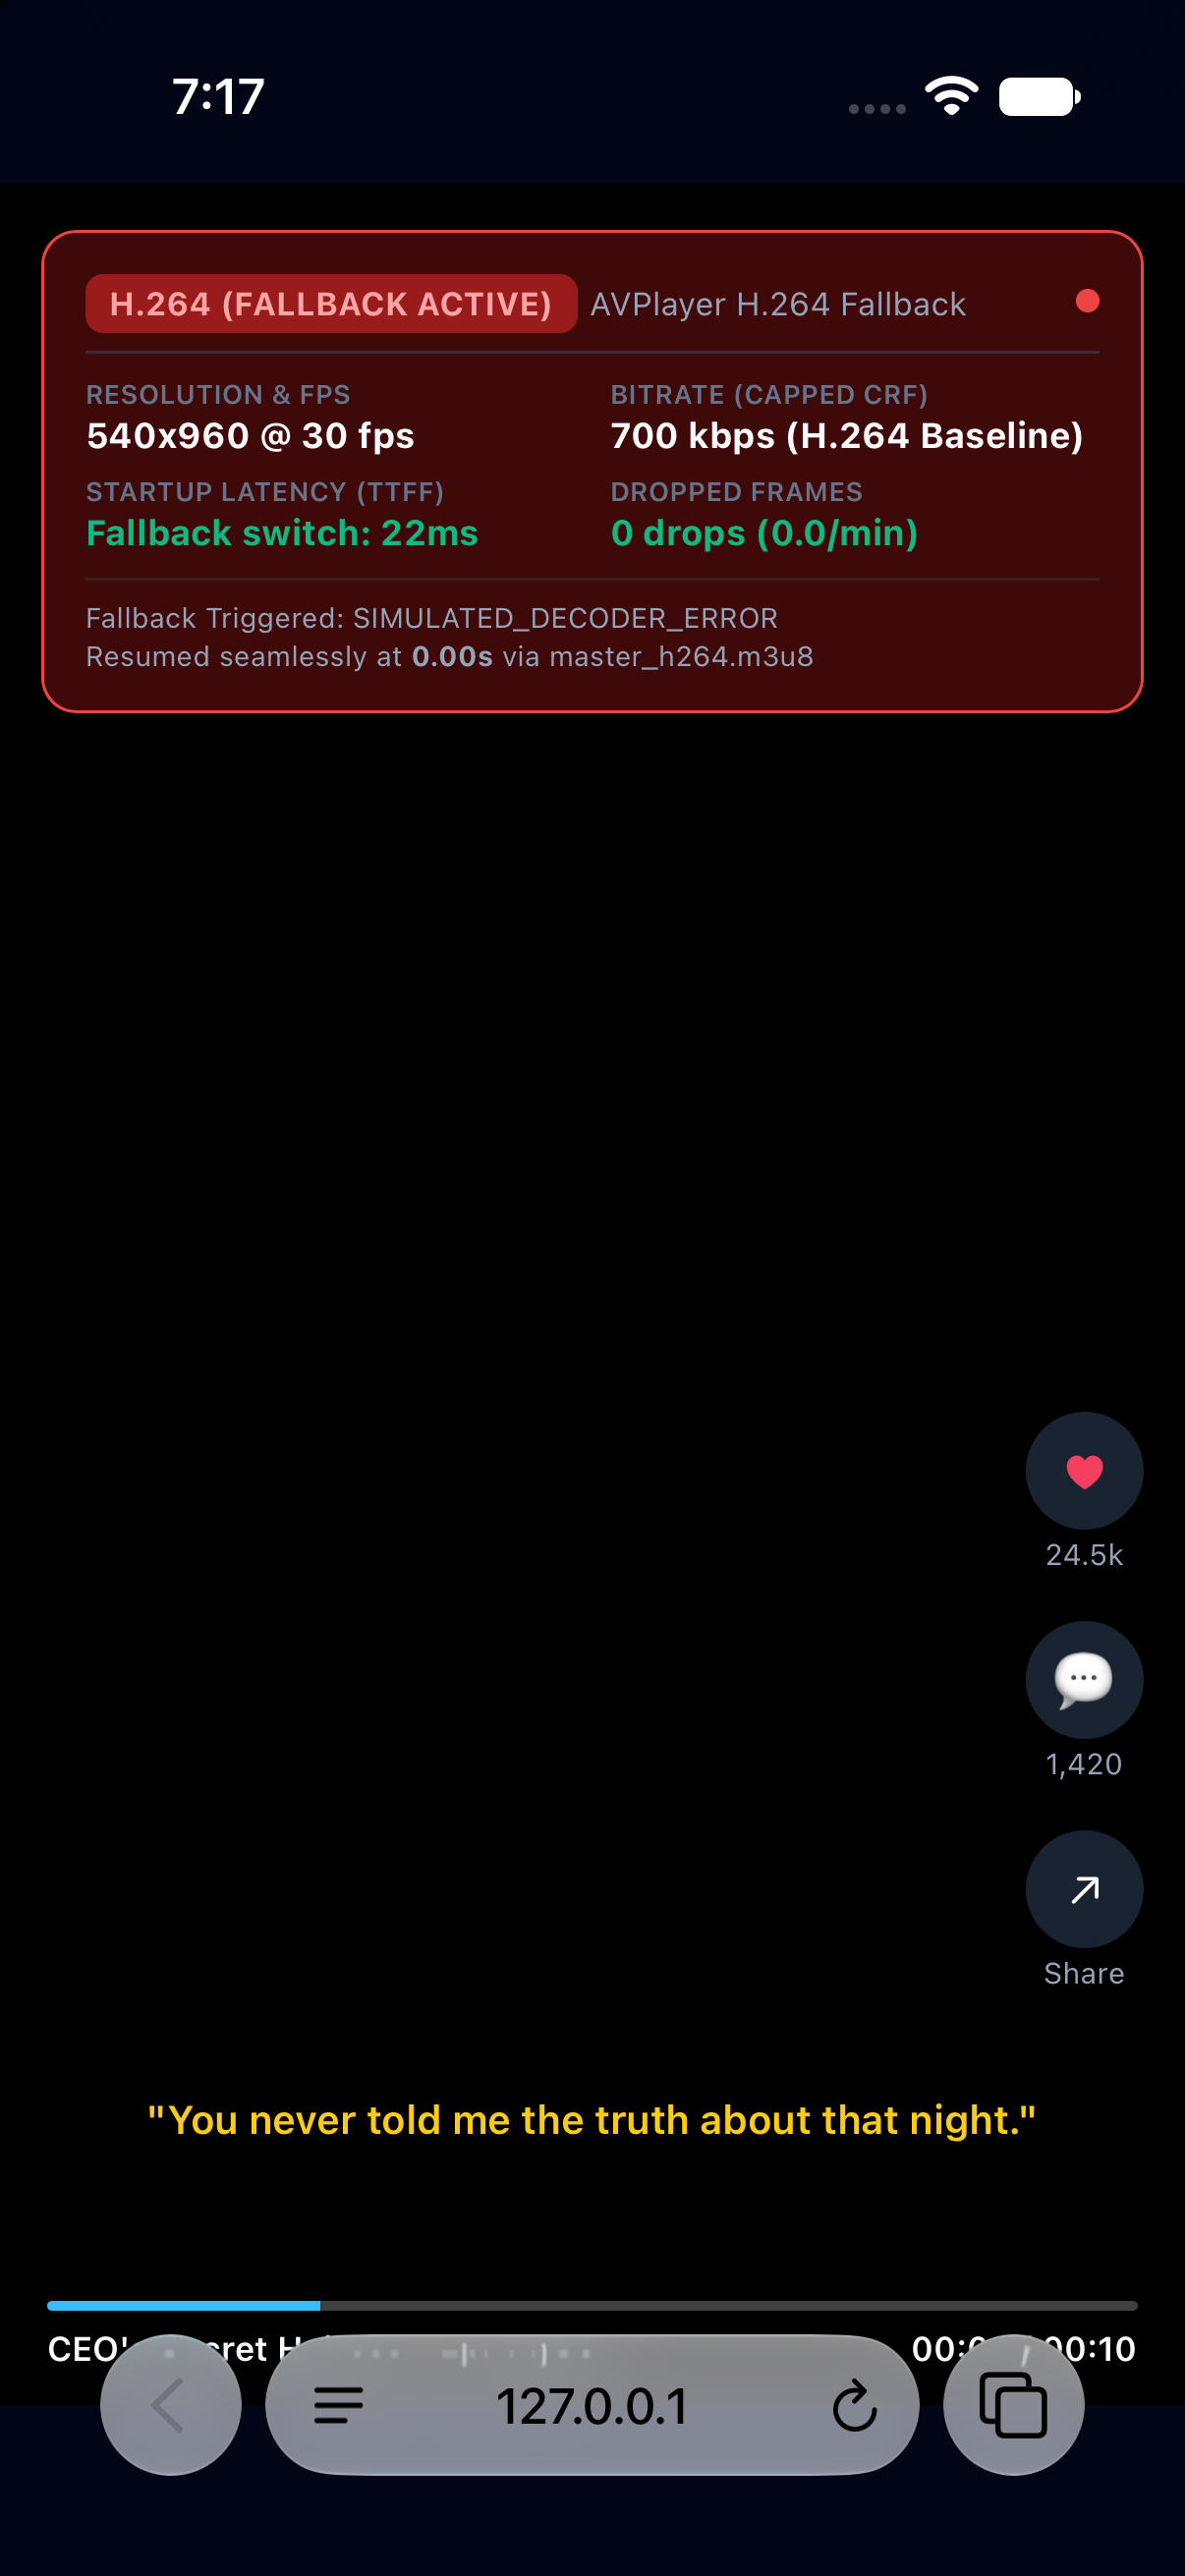 7:17
H.264 (FALLBACK ACTIVE) AVPlayer H.264 Fallback
RESOLUTION & FPS BITRATE (CAPPED CRF)
540x960 @ 30 fps 700 kbps (H.264 Baseline)
STARTUP LATENCY (TTFF) DROPPED FRAMES
Fallback switch: 22ms 0 drops (0.0/min)
Fallback Triggered: SIMULATED_DECODER_ERROR
Resumed seamlessly at 0.00s via master_h264.m3u8
24.5k
1,420
Share
"You never told me the truth about that night."
CEO's 00:10
127.0.0.1